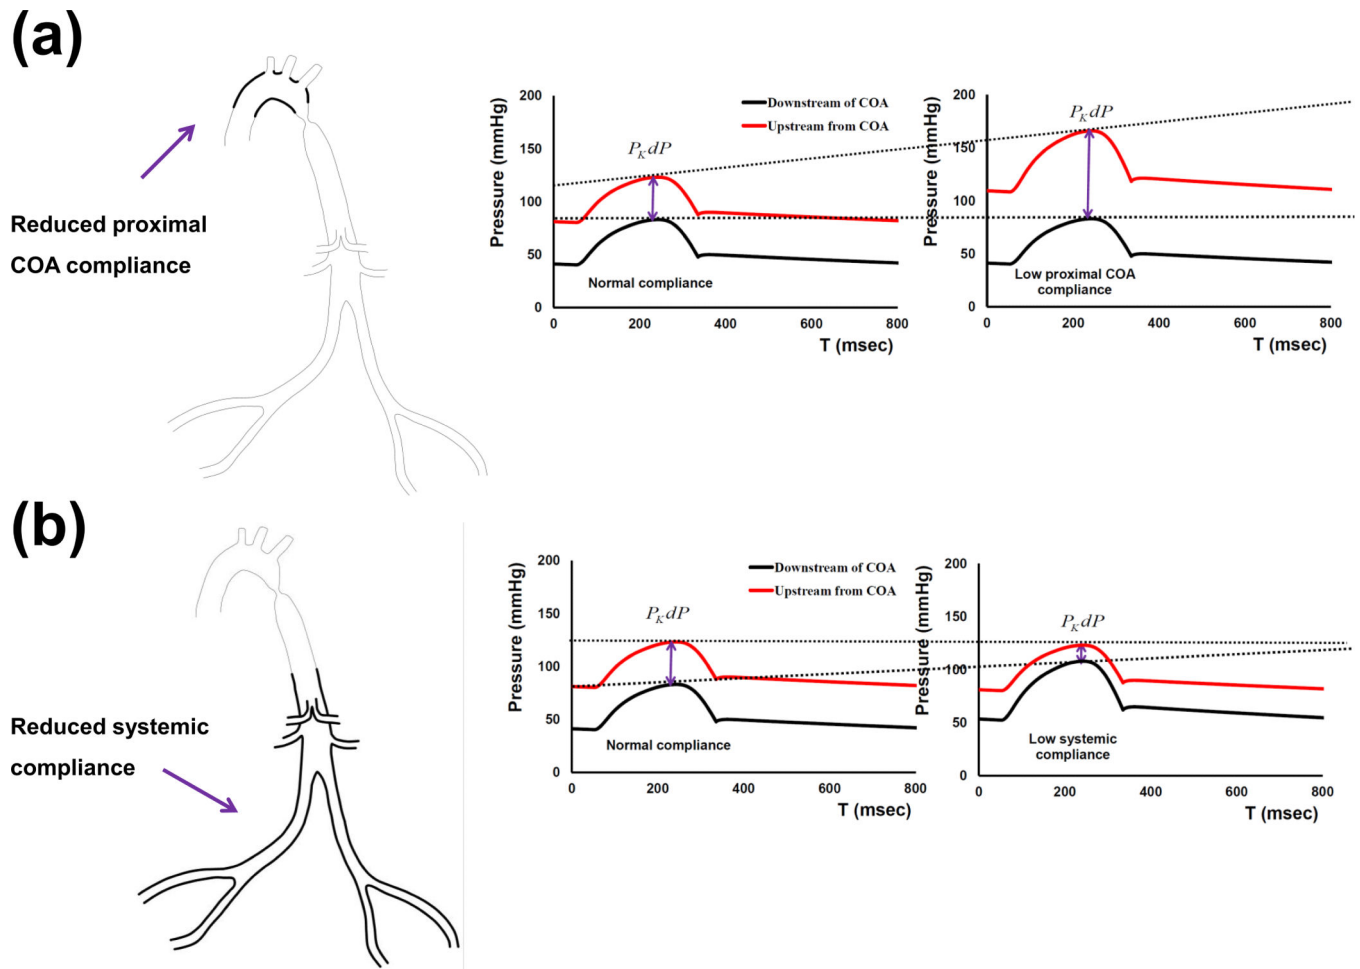 (a)
Reduced proximal
COA compliance
Pressure (mmHg)
200
150
100
50
0
Downstream of COA
Upstream from COA
P_K dP
Normal compliance
0
200
400
600
800
T (msec)
Pressure (mmHg)
200
150
100
50
0
P_K dP
Low proximal COA
compliance
0
200
400
600
800
T (msec)
(b)
Reduced systemic
compliance
Pressure (mmHg)
200
150
100
50
0
Downstream of COA
Upstream from COA
P_K dP
Normal compliance
0
200
400
600
800
T (msec)
Pressure (mmHg)
200
150
100
50
0
P_K dP
Low systemic
compliance
0
200
400
600
800
T (msec)